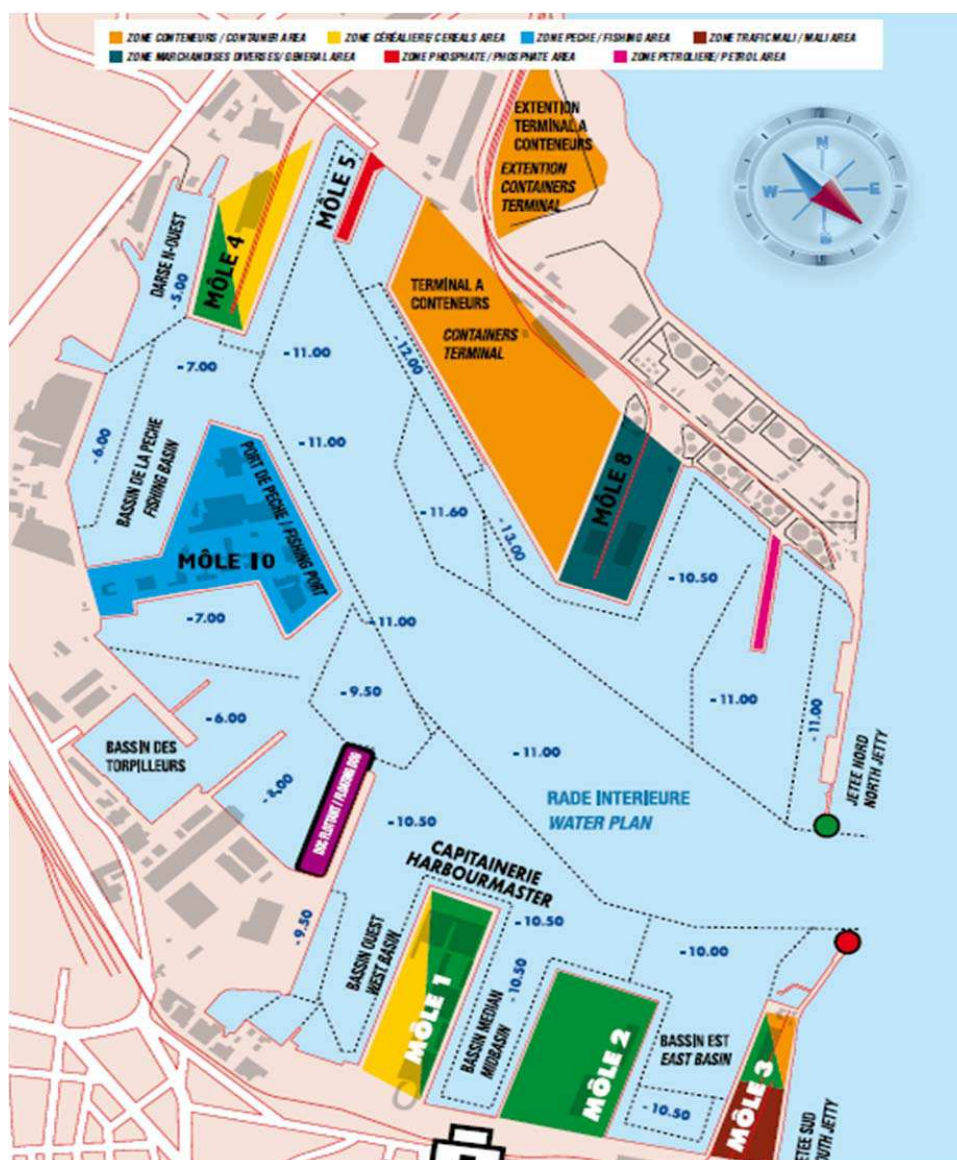 ZONE CONTENEURS / CONTAINER AREA
ZONE CÉRÉALIERE / CEREALS AREA
ZONE PECHE / FISHING AREA
ZONE TRAFIC MALI / MALI AREA
ZONE MARCHANDISES DIVERSES / GENERAL AREA
ZONE PHOSPHATE / PHOSPHATE AREA
ZONE PETROLIERE / PETROL AREA
EXTENTION
TERMINAL A
CONTENEURS
EXTENTION
CONTAINERS
TERMINAL
N
W
E
S
MÔLE 5
MÔLE 4
DARSE N-OUEST
- 5.00
TERMINAL A
CONTENEURS
CONTAINERS
TERMINAL
- 12.00
- 11.00
- 7.00
- 6.00
BASSIN DE LA PECHE
FISHING BASIN
- 11.00
PORT DE PECHE / FISHING PORT
MÔLE 10
MÔLE 8
- 11.60
- 13.00
- 10.50
- 7.00
- 11.00
- 9.50
- 11.00
- 11.00
- 6.00
BASSIN DES
TORPILLEURS
- 11.00
JETEE NORD
NORTH JETTY
RADE INTERIEURE
WATER PLAN
DOC FLOTTANT / FLOATING DOG
- 10.50
CAPITAINERIE
HARBOURMASTER
- 9.50
- 10.50
- 10.00
BASSIN OUEST
WEST BASIN
MÔLE 1
- 10.50
BASSIN MEDIAN
MIDBASIN
MÔLE 2
BASSIN EST
EAST BASIN
- 10.50
MÔLE 3
JETEE SUD
OUTH JETTY